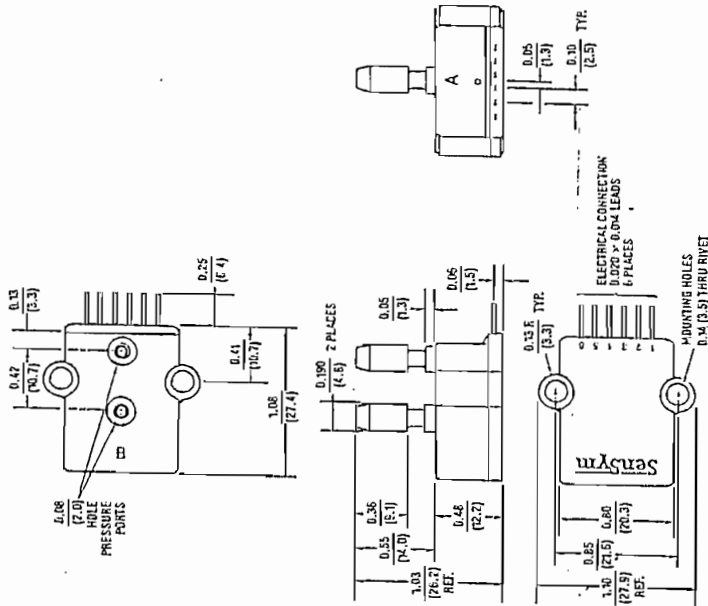 A
0.05
(1.3)
0.10
(2.5)
TYP.
0.13
(3.3)
0.42
(10.7)
0.25
(6.4)
0.41
(10.7)
1.08
(27.4)
B
0.08
(2.0)
HOLE
PRESSURE
PORTS
0.190
(4.8)
2 PLACES
0.05
(1.3)
0.06
(1.5)
0.36
(9.1)
0.55
(14.0)
1.03
(26.2)
REF.
0.48
(12.2)
ELECTRICAL CONNECTION
0.020 x 0.014 LEADS
6 PLACES
0.13 R
(3.3)
TYP.
SenSym
MOUNTING HOLES
0.14 (3.5) THRU RIVET
0.80
(20.3)
0.85
(21.6)
1.10
(27.9)
REF.